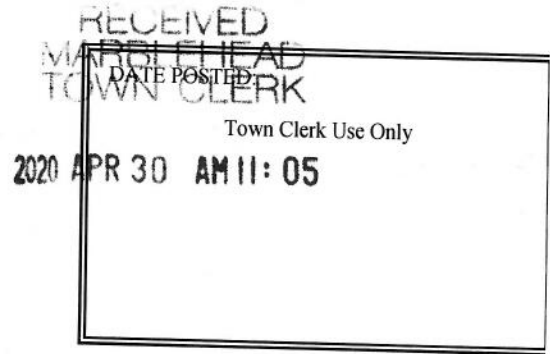 RECEIVED
MARBLEHEAD
TOWN CLERK
DATE POSTED:
Town Clerk Use Only
2020 APR 30 AM 11: 05